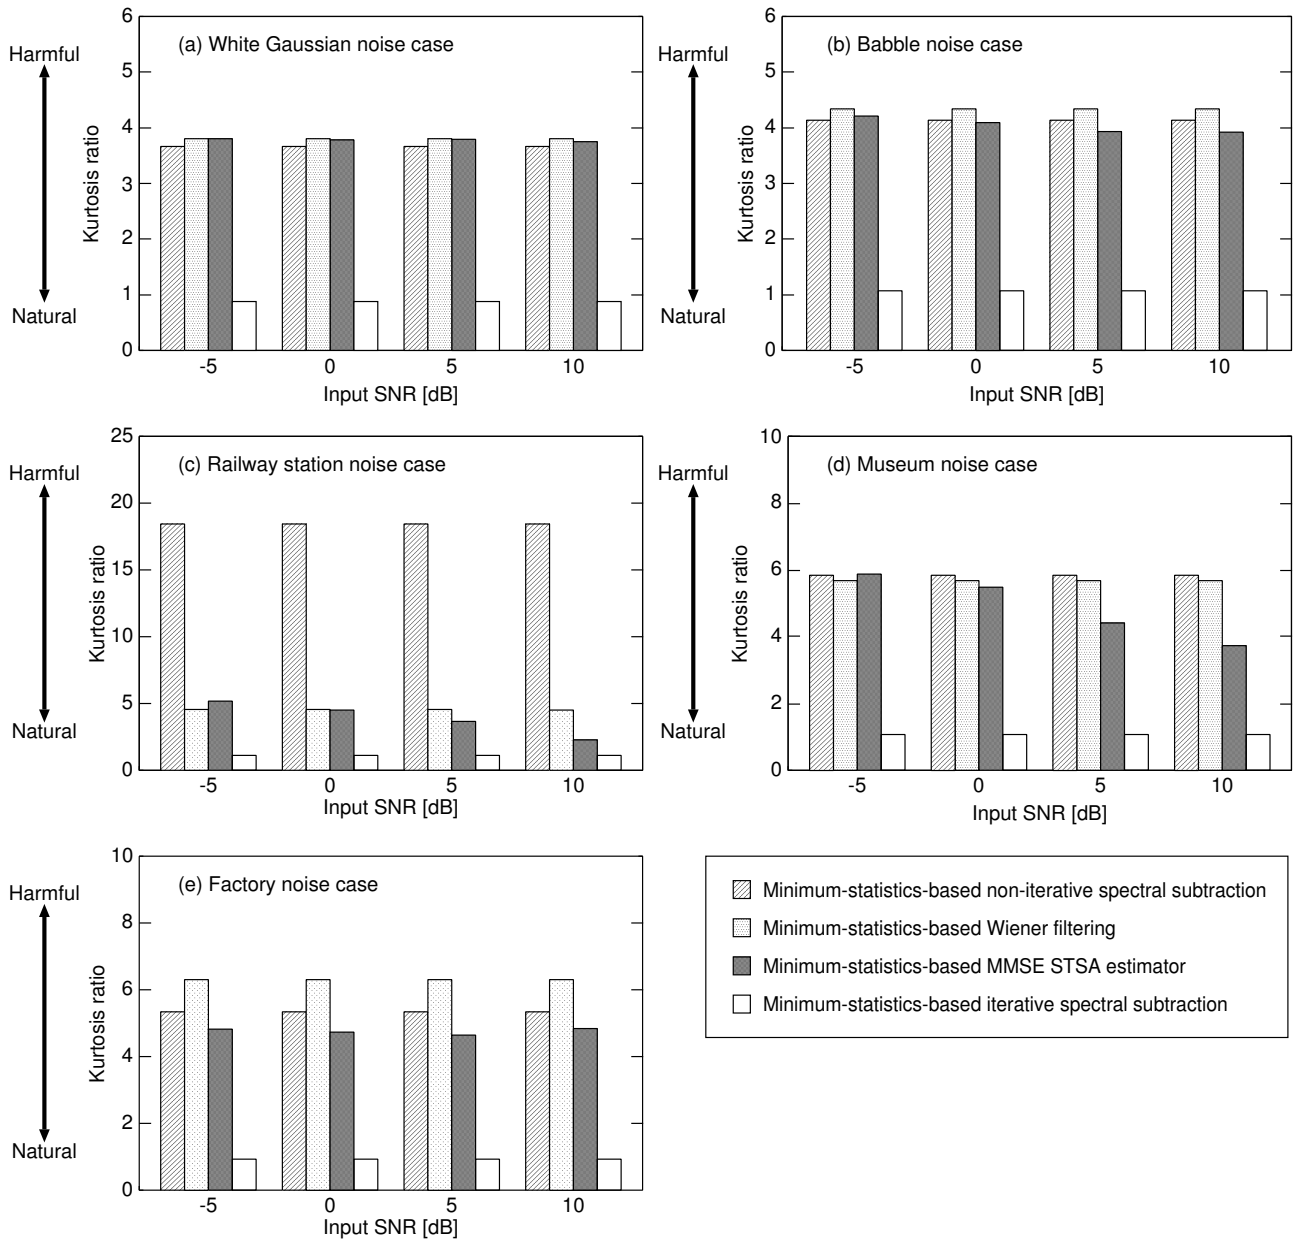 (a) White Gaussian noise case
Harmful
Natural
Kurtosis ratio
6
5
4
3
2
1
0
-5 0 5 10
Input SNR [dB]
(b) Babble noise case
Harmful
Natural
Kurtosis ratio
6
5
4
3
2
1
0
-5 0 5 10
Input SNR [dB]
(c) Railway station noise case
Harmful
Natural
Kurtosis ratio
25
20
15
10
5
0
-5 0 5 10
Input SNR [dB]
(d) Museum noise case
Harmful
Natural
Kurtosis ratio
10
8
6
4
2
0
-5 0 5 10
Input SNR [dB]
(e) Factory noise case
Harmful
Natural
Kurtosis ratio
10
8
6
4
2
0
-5 0 5 10
Input SNR [dB]
Minimum-statistics-based non-iterative spectral subtraction
Minimum-statistics-based Wiener filtering
Minimum-statistics-based MMSE STSA estimator
Minimum-statistics-based iterative spectral subtraction